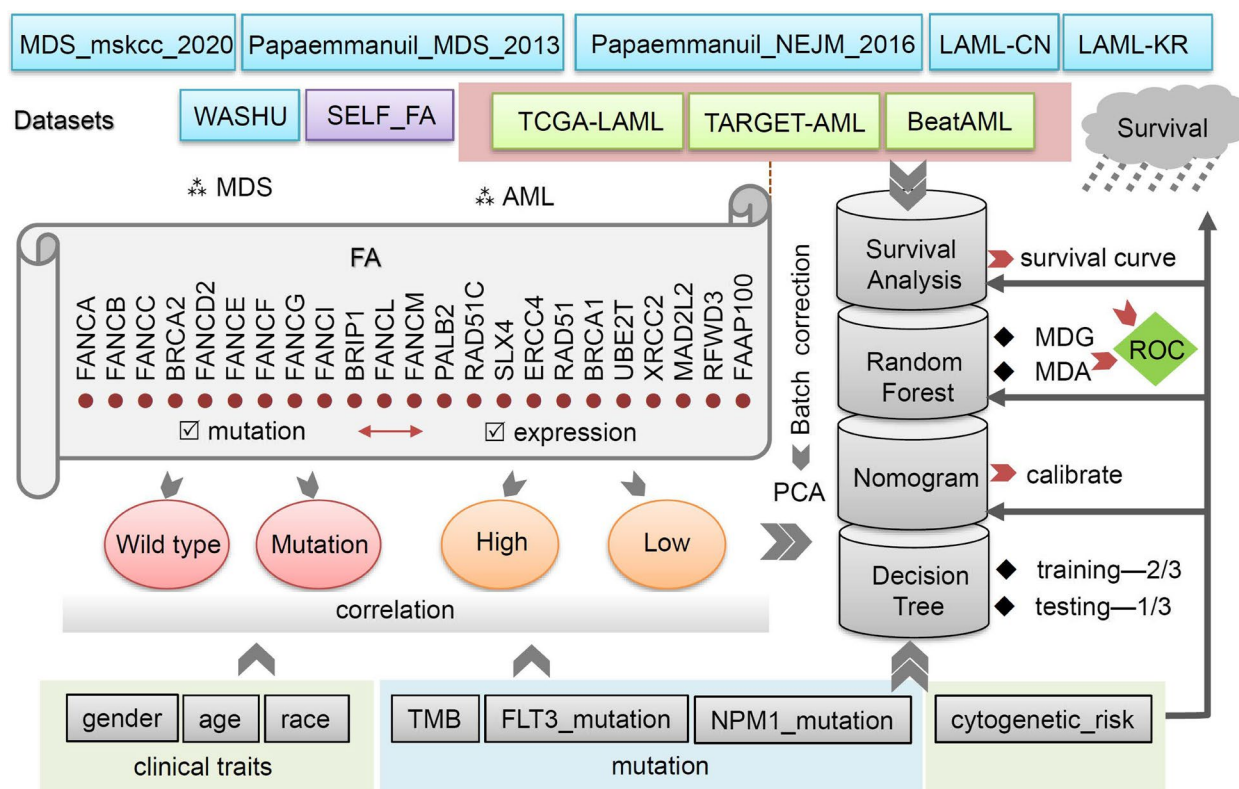 MDS_mskcc_2020 Papaemmanuil_MDS_2013 Papaemmanuil_NEJM_2016 LAML-CN LAML-KR
Datasets WASHU SELF_FA TCGA-LAML TARGET-AML BeatAML Survival
⁂ MDS ⁂ AML
FA
FANCA
FANCB
FANCC
BRCA2
FANCD2
FANCE
FANCF
FANCG
FANCI
BRIP1
FANCL
FANCM
PALB2
RAD51C
SLX4
ERCC4
RAD51
BRCA1
UBE2T
XRCC2
MAD2L2
RFWD3
FAAP100
☑ mutation ☑ expression
Wild type Mutation High Low
correlation
Batch correction
PCA
Survival
Analysis
survival curve
Random
Forest
◆ MDG
◆ MDA
ROC
Nomogram
calibrate
Decision
Tree
◆ training—2/3
◆ testing—1/3
gender age race
clinical traits
TMB FLT3_mutation NPM1_mutation
mutation
cytogenetic_risk